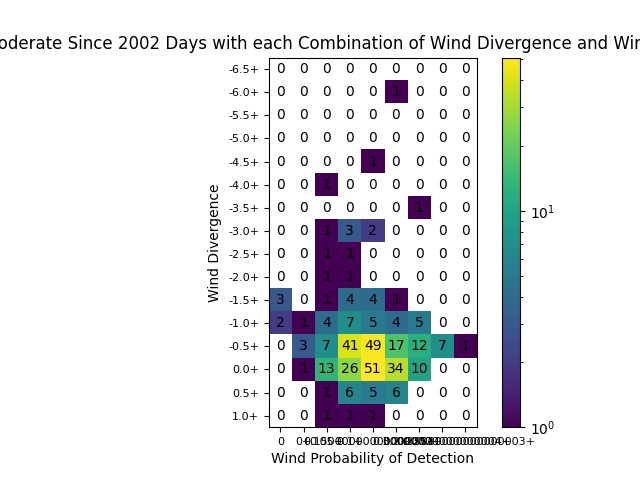 oderate Since 2002 Days with each Combination of Wind Divergence and Win
-6.5+ 0 0 0 0 0 0 0 0 0
-6.0+ 0 0 0 0 0 1 0 0 0
-5.5+ 0 0 0 0 0 0 0 0 0
-5.0+ 0 0 0 0 0 0 0 0 0
-4.5+ 0 0 0 0 1 0 0 0 0
-4.0+ 0 0 1 0 0 0 0 0 0
-3.5+ 0 0 0 0 0 0 1 0 0
-3.0+ 0 0 1 3 2 0 0 0 0
-2.5+ 0 0 1 1 0 0 0 0 0
-2.0+ 0 0 1 1 0 0 0 0 0
-1.5+ 3 0 1 4 4 1 0 0 0
-1.0+ 2 1 4 7 5 4 5 0 0
-0.5+ 0 3 7 41 49 17 12 7 1
0.0+ 0 1 13 26 51 34 10 0 0
0.5+ 0 0 1 6 5 6 0 0 0
1.0+ 0 0 1 1 1 0 0 0 0
0
Wind Probability of Detection
Wind Divergence
10^1
10^0